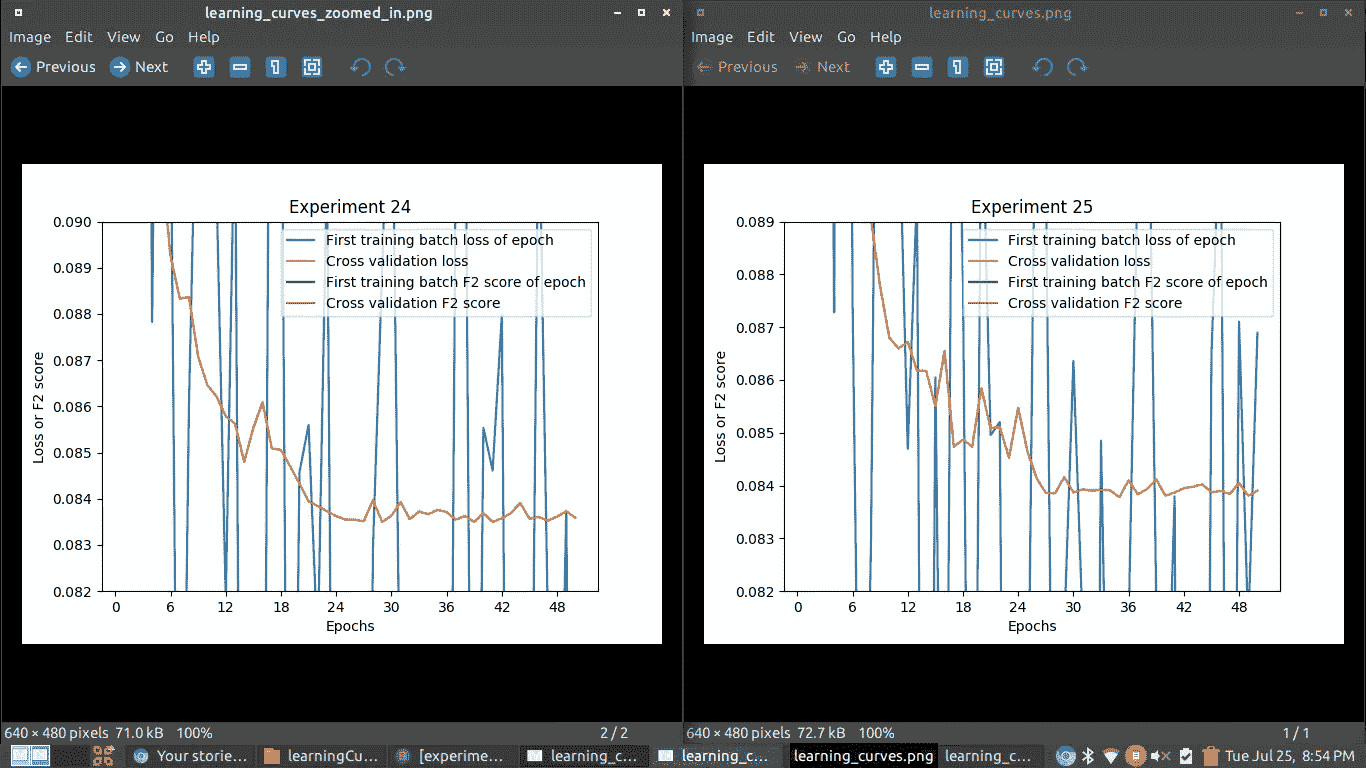 learning_curves_zoomed_in.png
Image Edit View Go Help
Previous Next
Experiment 24
First training batch loss of epoch
Cross validation loss
First training batch F2 score of epoch
Cross validation F2 score
Loss or F2 score
0.090
0.089
0.088
0.087
0.086
0.085
0.084
0.083
0.082
0 6 12 18 24 30 36 42 48
Epochs
640 × 480 pixels 71.0 kB 100% 2 / 2
learning_curves.png
Image Edit View Go Help
Previous Next
Experiment 25
First training batch loss of epoch
Cross validation loss
First training batch F2 score of epoch
Cross validation F2 score
Loss or F2 score
0.089
0.088
0.087
0.086
0.085
0.084
0.083
0.082
0 6 12 18 24 30 36 42 48
Epochs
640 × 480 pixels 72.7 kB 100% 1 / 1
Your storie... learningCu... [experime... learning_c... learning_c... learning_curves.png learning_c... Tue Jul 25, 8:54 PM